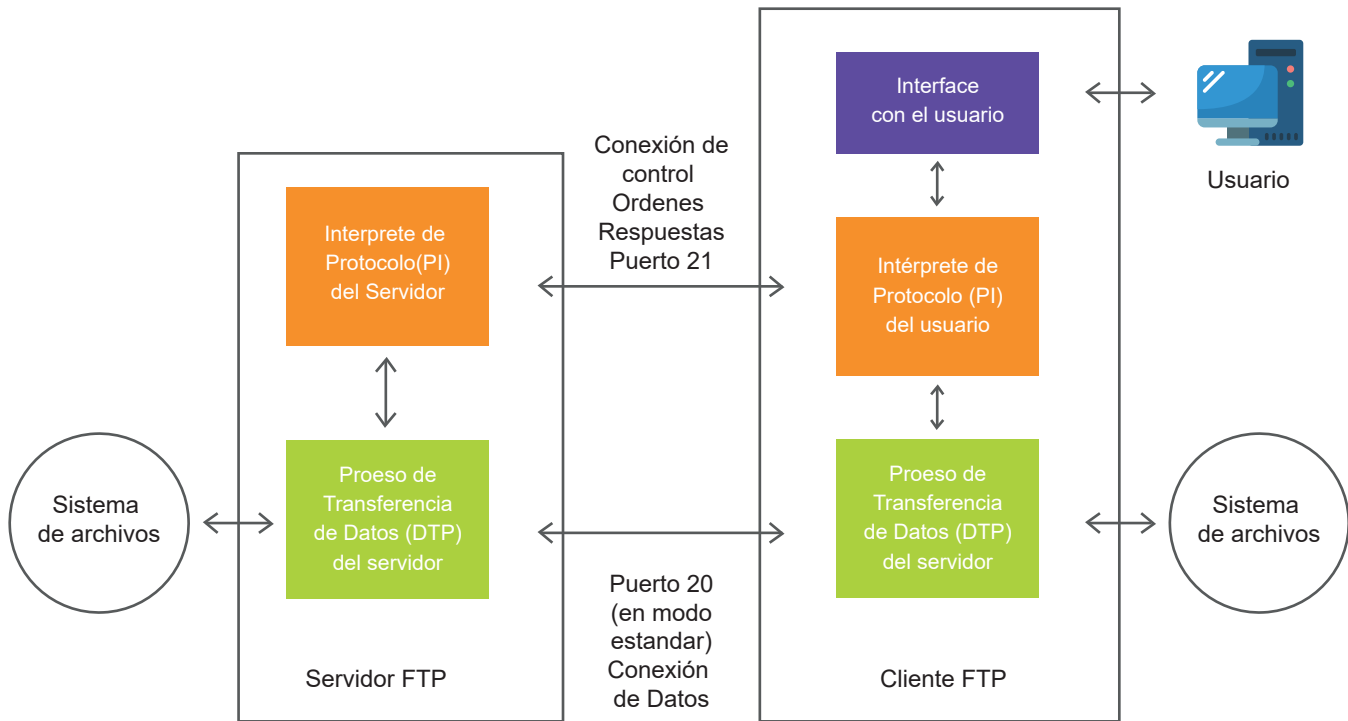 Interface
con el usuario
Usuario
Conexión de
control
Ordenes
Respuestas
Puerto 21
Interprete de
Protocolo(PI)
del Servidor
Intérprete de
Protocolo (PI)
del usuario
Sistema
de archivos
Proeso de
Transferencia
de Datos (DTP)
del servidor
Proeso de
Transferencia
de Datos (DTP)
del servidor
Sistema
de archivos
Puerto 20
(en modo
estandar)
Conexión
de Datos
Servidor FTP
Cliente FTP